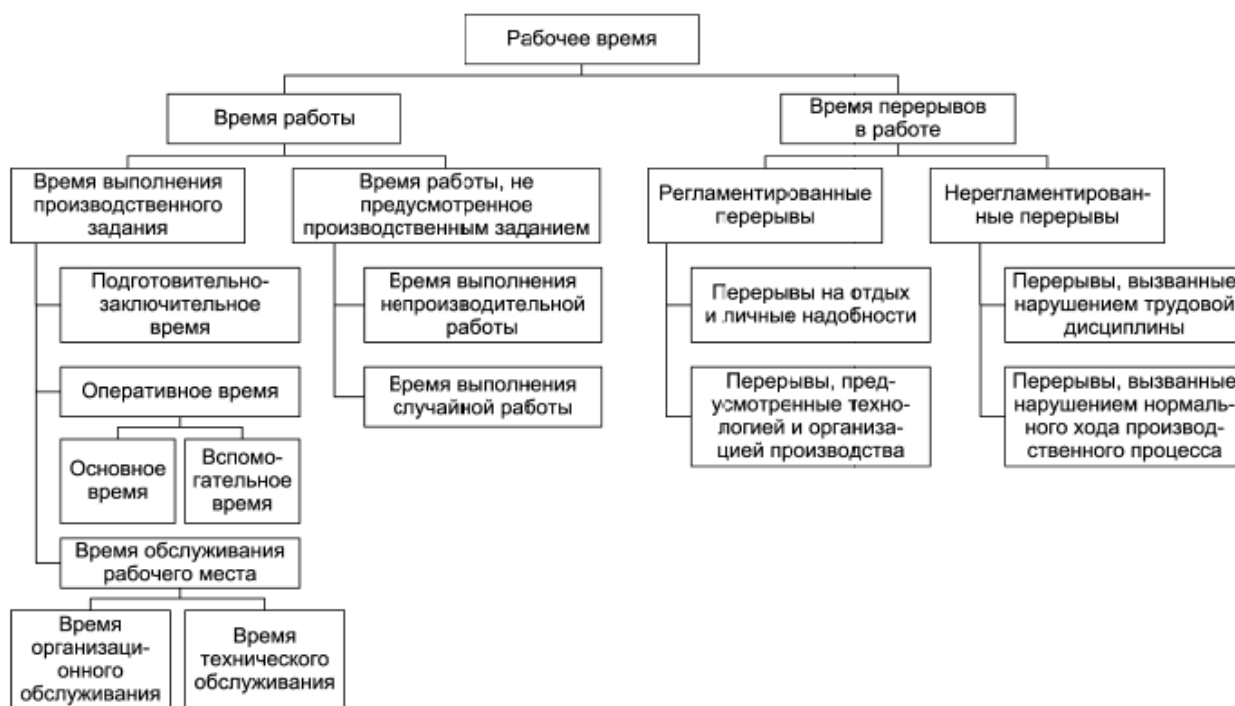 Рабочее время
Время работы
Время перерывов
в работе
Время выполнения
производственного
задания
Время работы, не
предусмотренное
производственным заданием
Регламентированные
перерывы
Нерегламентирован-
ные перерывы
Подготовительно-
заключительное
время
Время выполнения
непроизводительной
работы
Перерывы на отдых
и личные надобности
Перерывы, вызванные
нарушением трудовой
дисциплины
Оперативное время
Время выполнения
случайной работы
Перерывы, пред-
усмотренные техно-
логией и организа-
цией производства
Перерывы, вызванные
нарушением нормаль-
ного хода производ-
ственного процесса
Основное
время
Вспомо-
гательное
время
Время обслуживания
рабочего места
Время
организаци-
онного
обслуживания
Время
технического
обслуживания